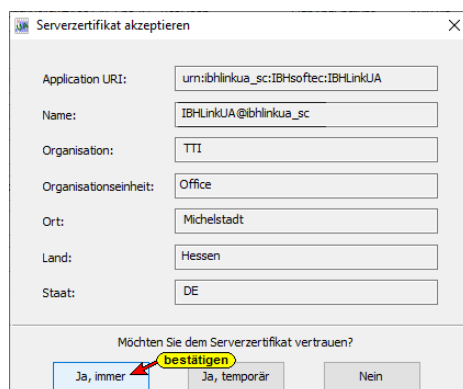 Serverzertifikat akzeptieren
Application URI: urn:ibhlinkua_sc:IBHsoftec:IBHLinkUA
Name: IBHLinkUA@ibhlinkua_sc
Organisation: TTI
Organisationseinheit: Office
Ort: Michelstadt
Land: Hessen
Staat: DE
Möchten Sie dem Serverzertifikat vertrauen?
bestätigen
Ja, immer Ja, temporär Nein